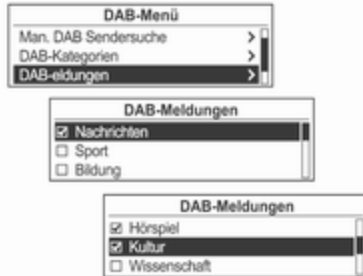 DAB-Menü
Man. DAB Sendersuche
DAB-Kategorien
DAB-eldungen
DAB-Meldungen
Nachrichten
Sport
Bildung
DAB-Meldungen
Hörspiel
Kultur
Wissenschaft